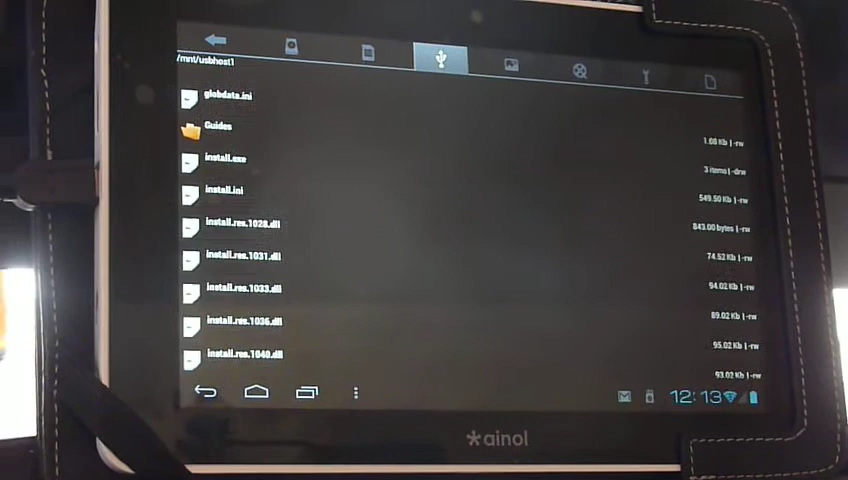 /mnt/usbhost1
globdata.ini
1.08 Kb | -rw
Guides
3 items | -drw
install.exe
549.50 Kb | -rw
install.ini
843.00 bytes | -rw
install.res.1028.dll
74.52 Kb | -rw
install.res.1031.dll
94.02 Kb | -rw
install.res.1033.dll
89.02 Kb | -rw
install.res.1036.dll
95.02 Kb | -rw
install.res.1040.dll
93.02 Kb | -rw
12:13
ainol